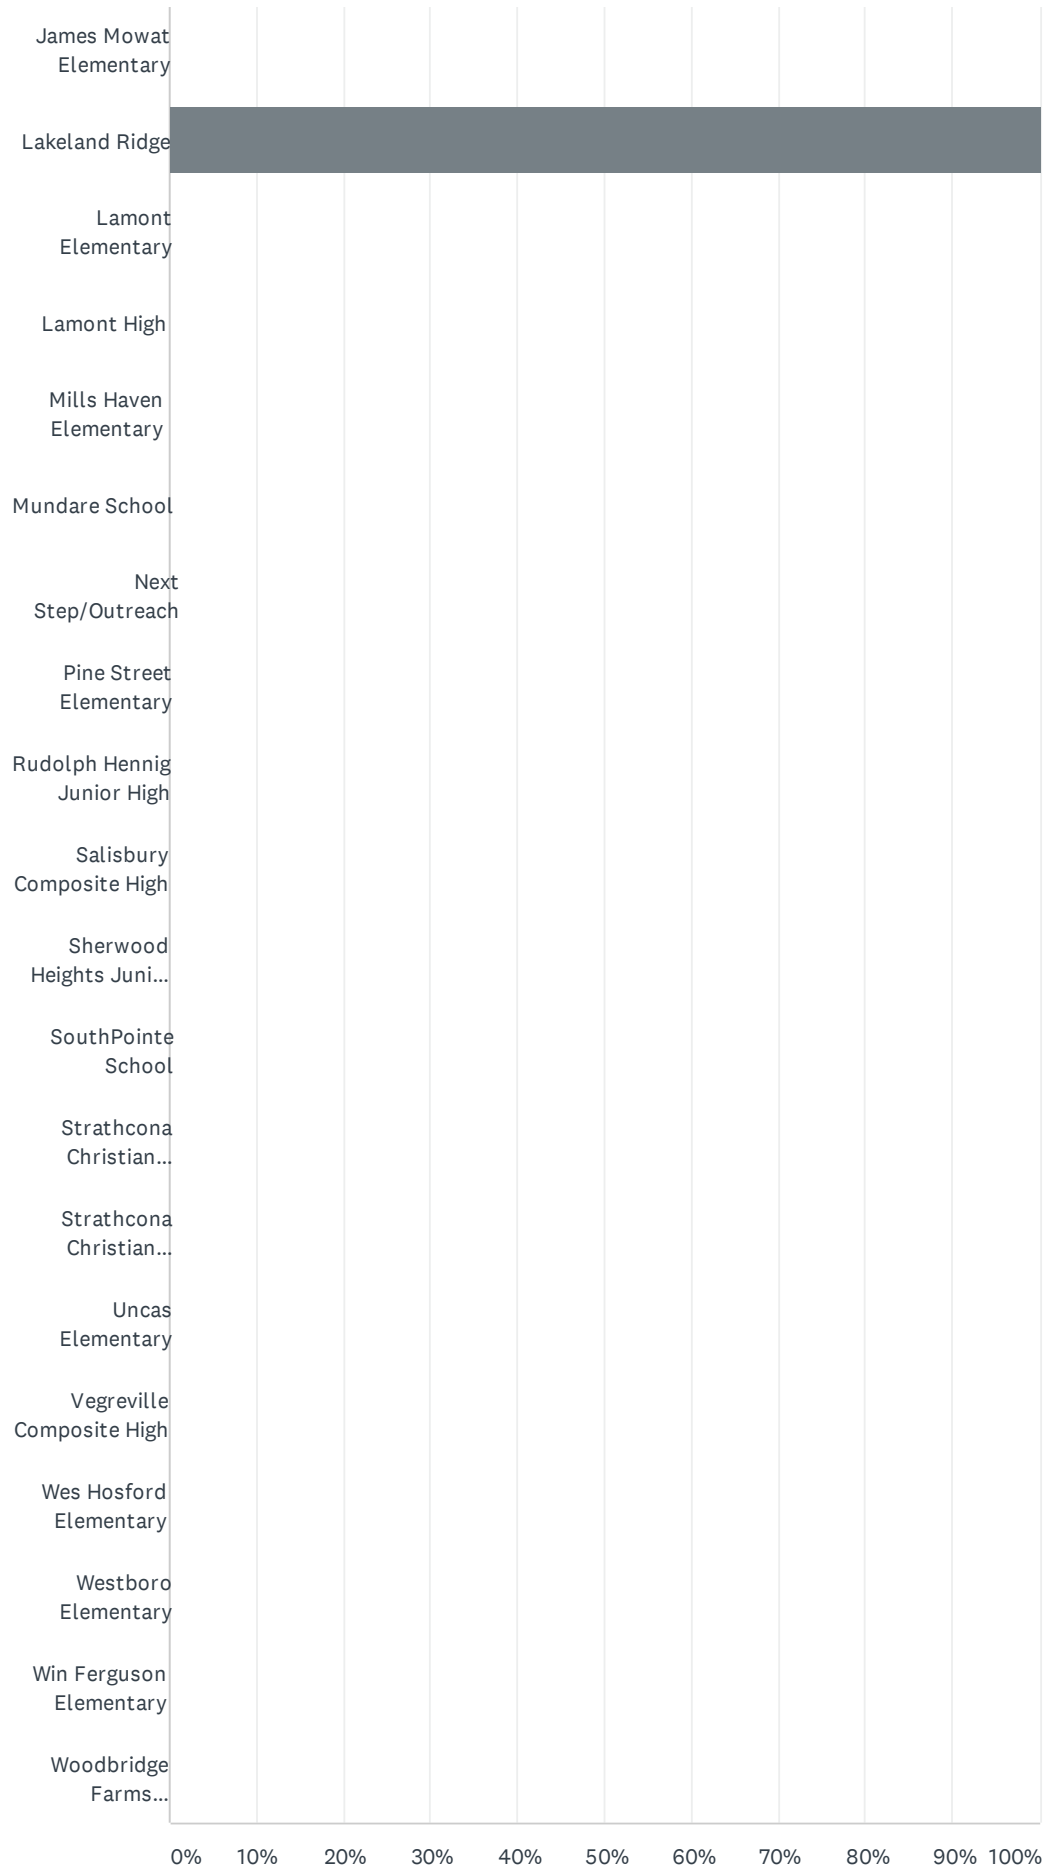 James Mowat
Elementary
Lakeland Ridge
Lamont
Elementary
Lamont High
Mills Haven
Elementary
Mundare School
Next
Step/Outreach
Pine Street
Elementary
Rudolph Hennig
Junior High
Salisbury
Composite High
Sherwood
Heights Juni...
SouthPointe
School
Strathcona
Christian...
Strathcona
Christian...
Uncas
Elementary
Vegreville
Composite High
Wes Hosford
Elementary
Westboro
Elementary
Win Ferguson
Elementary
Woodbridge
Farms...
0% 10% 20% 30% 40% 50% 60% 70% 80% 90% 100%